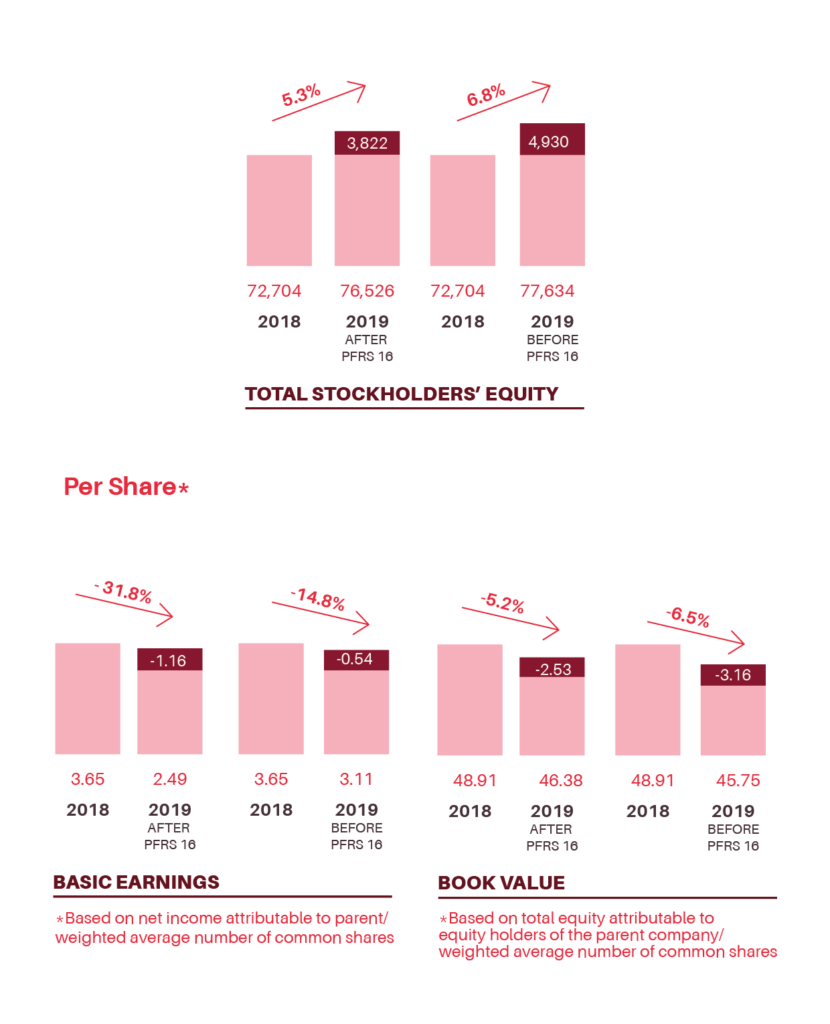 5.3%
6.8%
3,822
4,930
72,704
76,526
72,704
77,634
2018
2019
AFTER
PFRS 16
2018
2019
BEFORE
PFRS 16
TOTAL STOCKHOLDERS’ EQUITY
Per Share*
- 31.8%
-14.8%
-1.16
-0.54
3.65
2.49
3.65
3.11
2018
2019
AFTER
PFRS 16
2018
2019
BEFORE
PFRS 16
BASIC EARNINGS
*Based on net income attributable to parent/
weighted average number of common shares
-5.2%
-6.5%
-2.53
-3.16
48.91
46.38
48.91
45.75
2018
2019
AFTER
PFRS 16
2018
2019
BEFORE
PFRS 16
BOOK VALUE
*Based on total equity attributable to
equity holders of the parent company/
weighted average number of common shares